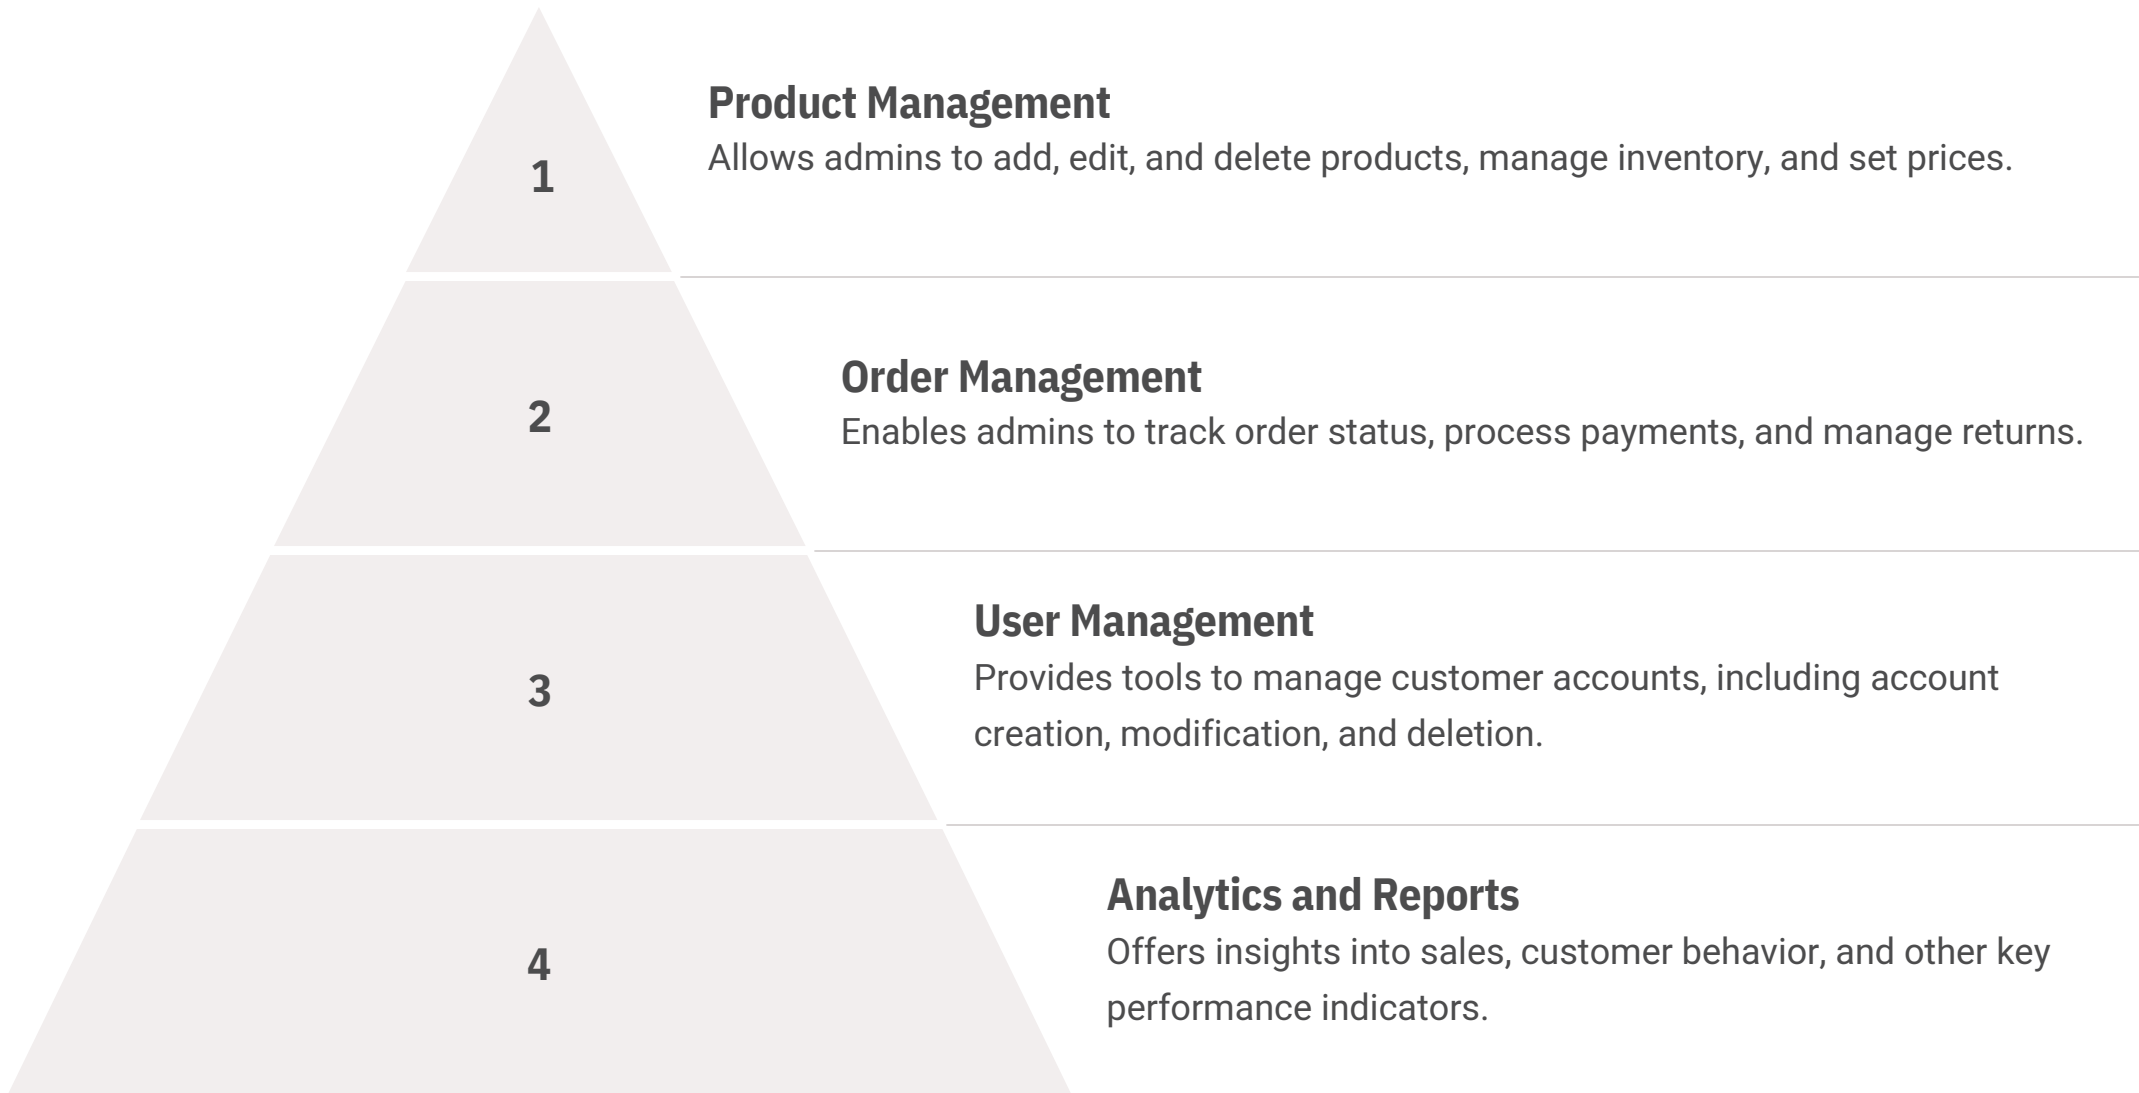 1
Product Management
Allows admins to add, edit, and delete products, manage inventory, and set prices.
2
Order Management
Enables admins to track order status, process payments, and manage returns.
3
User Management
Provides tools to manage customer accounts, including account
creation, modification, and deletion.
4
Analytics and Reports
Offers insights into sales, customer behavior, and other key
performance indicators.